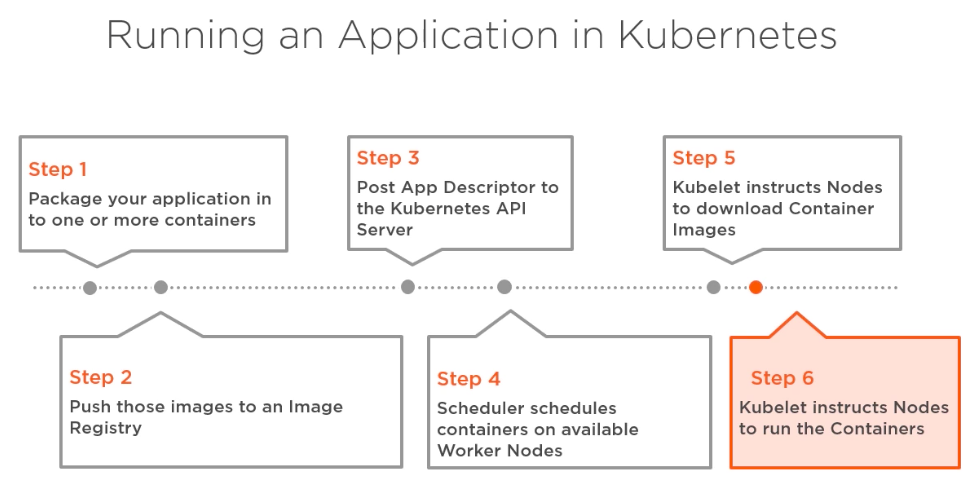 Running an Application in Kubernetes
Step 1
Package your application in
to one or more containers
Step 2
Push those images to an Image
Registry
Step 3
Post App Descriptor to
the Kubernetes API
Server
Step 4
Scheduler schedules
containers on available
Worker Nodes
Step 5
Kubelet instructs Nodes
to download Container
Images
Step 6
Kubelet instructs Nodes
to run the Containers